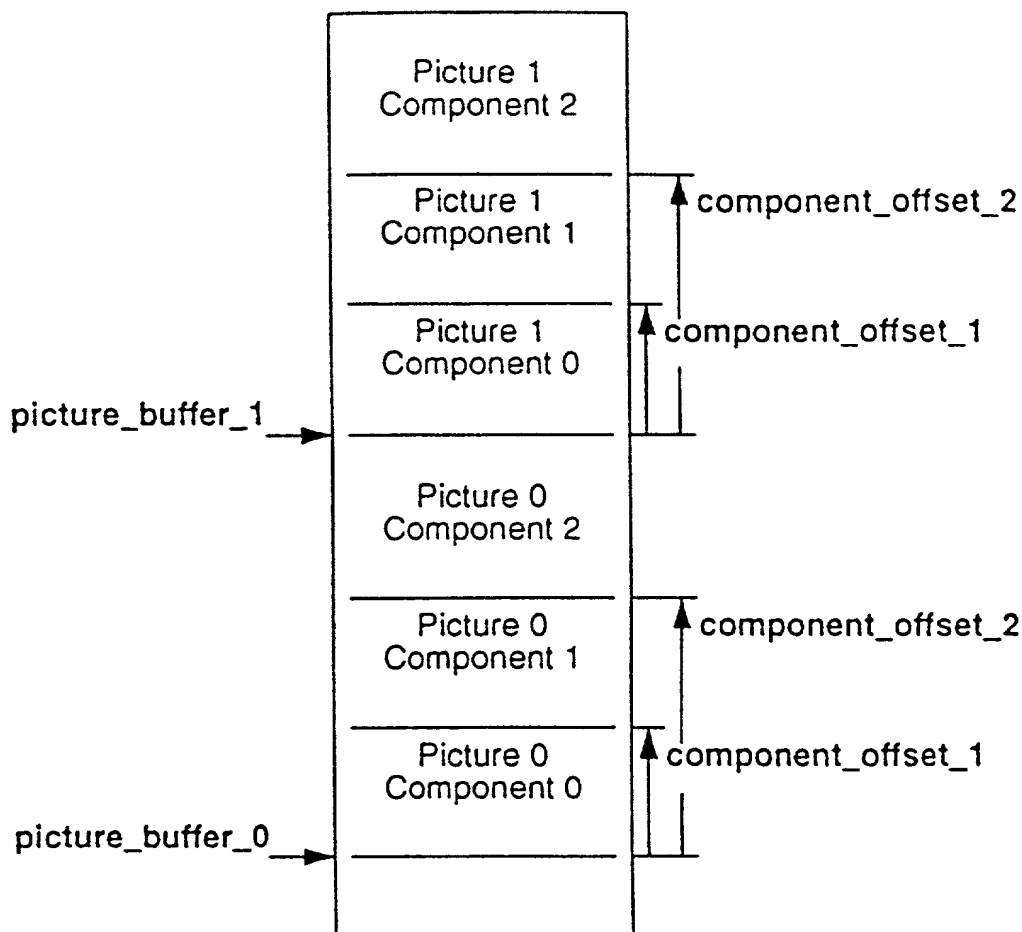 Picture 1
Component 2
Picture 1
Component 1
component_offset_2
Picture 1
Component 0
component_offset_1
picture_buffer_1
Picture 0
Component 2
Picture 0
Component 1
component_offset_2
Picture 0
Component 0
component_offset_1
picture_buffer_0